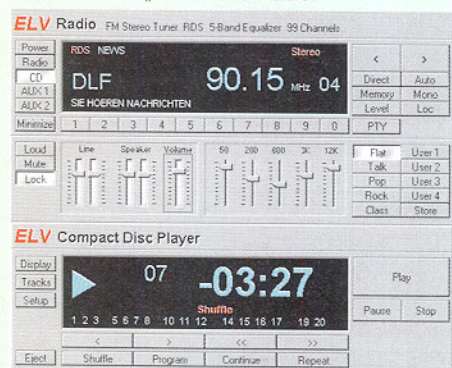 ELV Radio FM Stereo Tuner RDS 5-Band Equalizer 99 Channels
Power
Radio
CD
AUX 1
AUX 2
Minimize
RDS NEWS Stereo
DLF 90.15 MHz 04
SIE HOEREN NACHRICHTEN
1 2 3 4 5 6 7 8 9 0
< >
Direct Auto
Memory Mono
Level Loc
PTY
Loud
Mute
Lock
Line Speaker Volume 50 200 600 3K 12K
Flat User 1
Talk User 2
Pop User 3
Rock User 4
Class Store
ELV Compact Disc Player
Display
Tracks
Setup
Eject
07 -03:27
Shuffle
1 2 3 5 6 7 8 10 11 12 14 15 16 17 19 20
< > << >>
Shuffle Program Continue Repeat
Play
Pause Stop